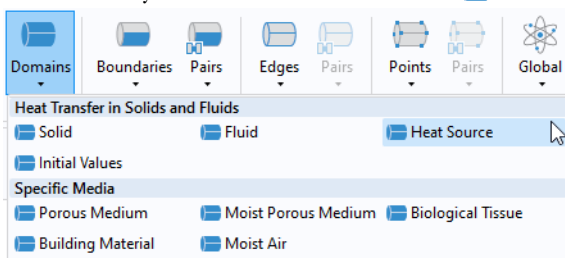 Domains Boundaries Pairs Edges Pairs Points Pairs Global
Heat Transfer in Solids and Fluids
Solid Fluid Heat Source
Initial Values
Specific Media
Porous Medium Moist Porous Medium Biological Tissue
Building Material Moist Air